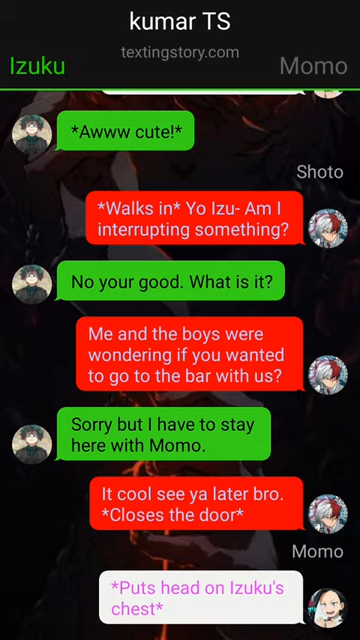 kumar TS
textingstory.com
Izuku
Momo
*Awww cute!*
Shoto
*Walks in* Yo Izu- Am I
interrupting something?
No your good. What is it?
Me and the boys were
wondering if you wanted
to go to the bar with us?
Sorry but I have to stay
here with Momo.
It cool see ya later bro.
*Closes the door*
Momo
*Puts head on Izuku's
chest*